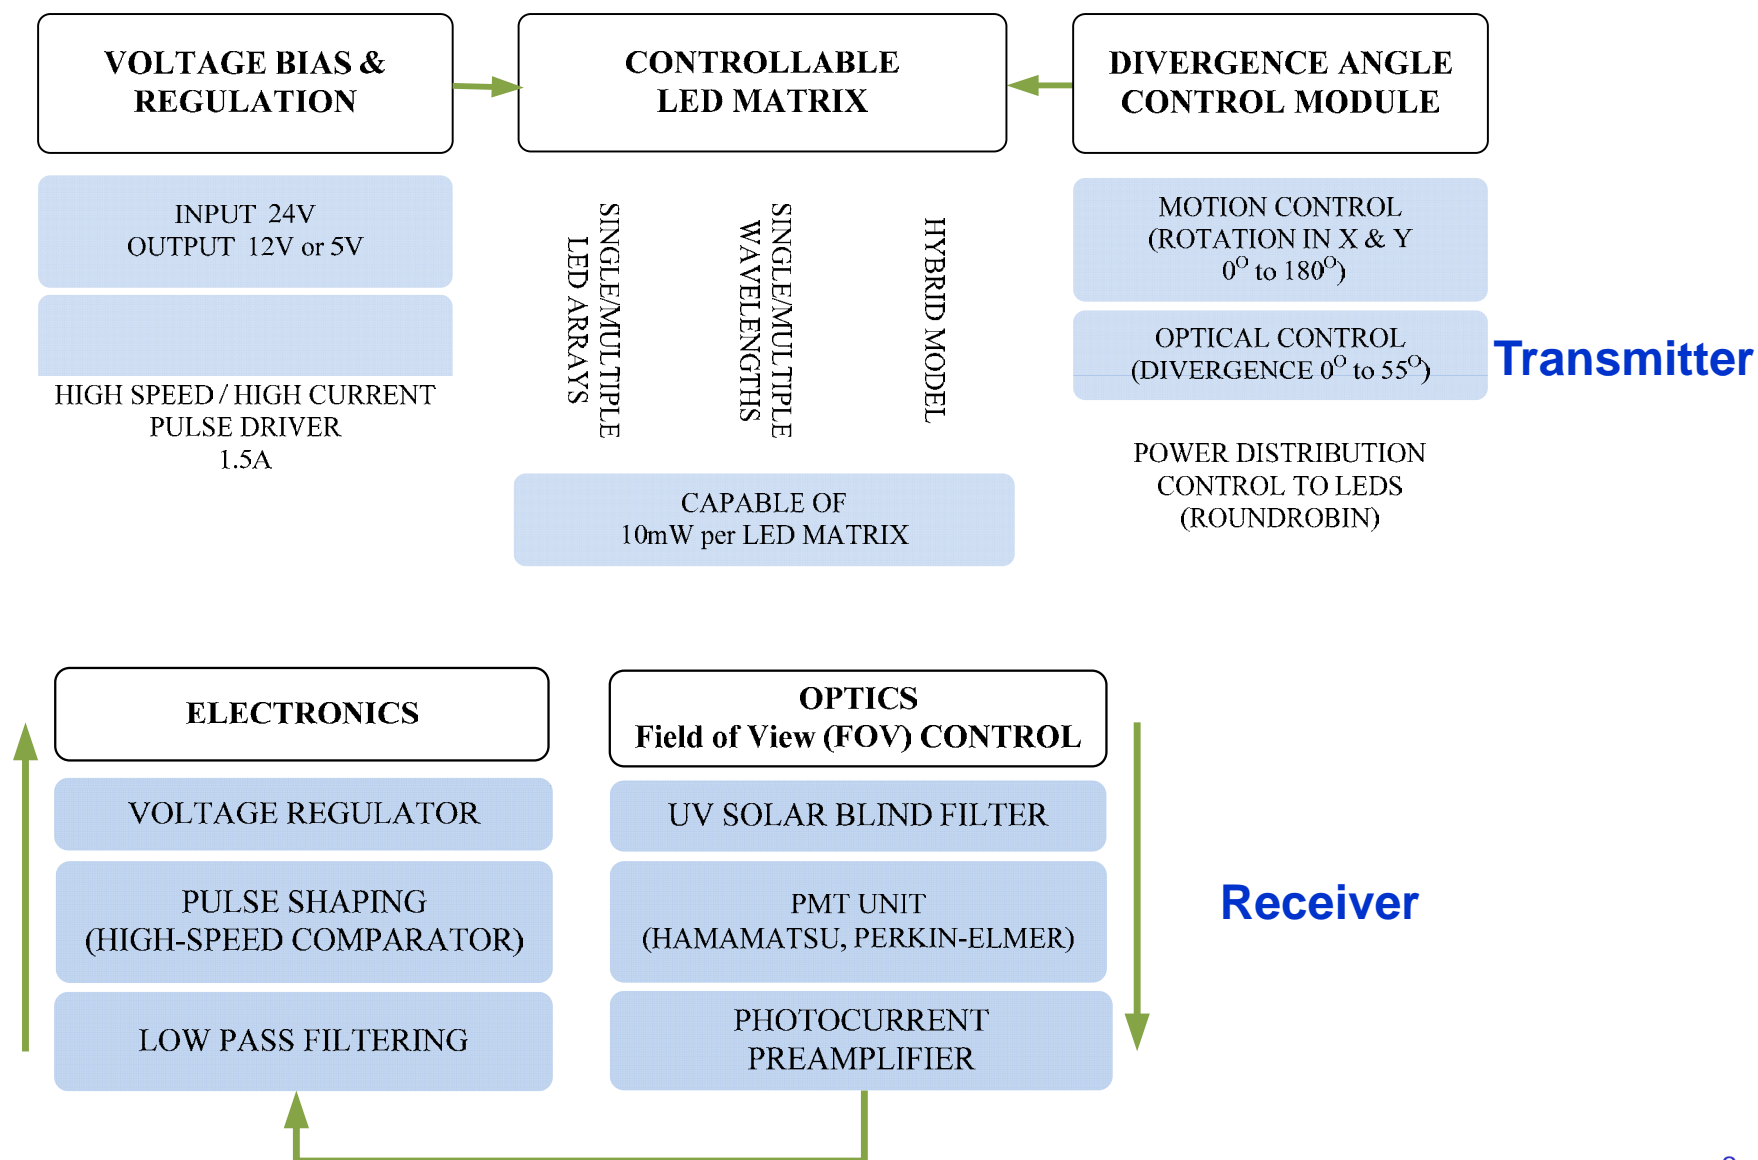 VOLTAGE BIAS &
REGULATION
CONTROLLABLE
LED MATRIX
DIVERGENCE ANGLE
CONTROL MODULE
INPUT 24V
OUTPUT 12V or 5V
HIGH SPEED / HIGH CURRENT
PULSE DRIVER
1.5A
SINGLE/MULTIPLE
LED ARRAYS
SINGLE/MULTIPLE
WAVELENGTHS
HYBRID MODEL
CAPABLE OF
10mW per LED MATRIX
MOTION CONTROL
(ROTATION IN X & Y
0° to 180°)
OPTICAL CONTROL
(DIVERGENCE 0° to 55°)
POWER DISTRIBUTION
CONTROL TO LEDS
(ROUNDROBIN)
Transmitter
ELECTRONICS
VOLTAGE REGULATOR
PULSE SHAPING
(HIGH-SPEED COMPARATOR)
LOW PASS FILTERING
OPTICS
Field of View (FOV) CONTROL
UV SOLAR BLIND FILTER
PMT UNIT
(HAMAMATSU, PERKIN-ELMER)
PHOTOCURRENT
PREAMPLIFIER
Receiver